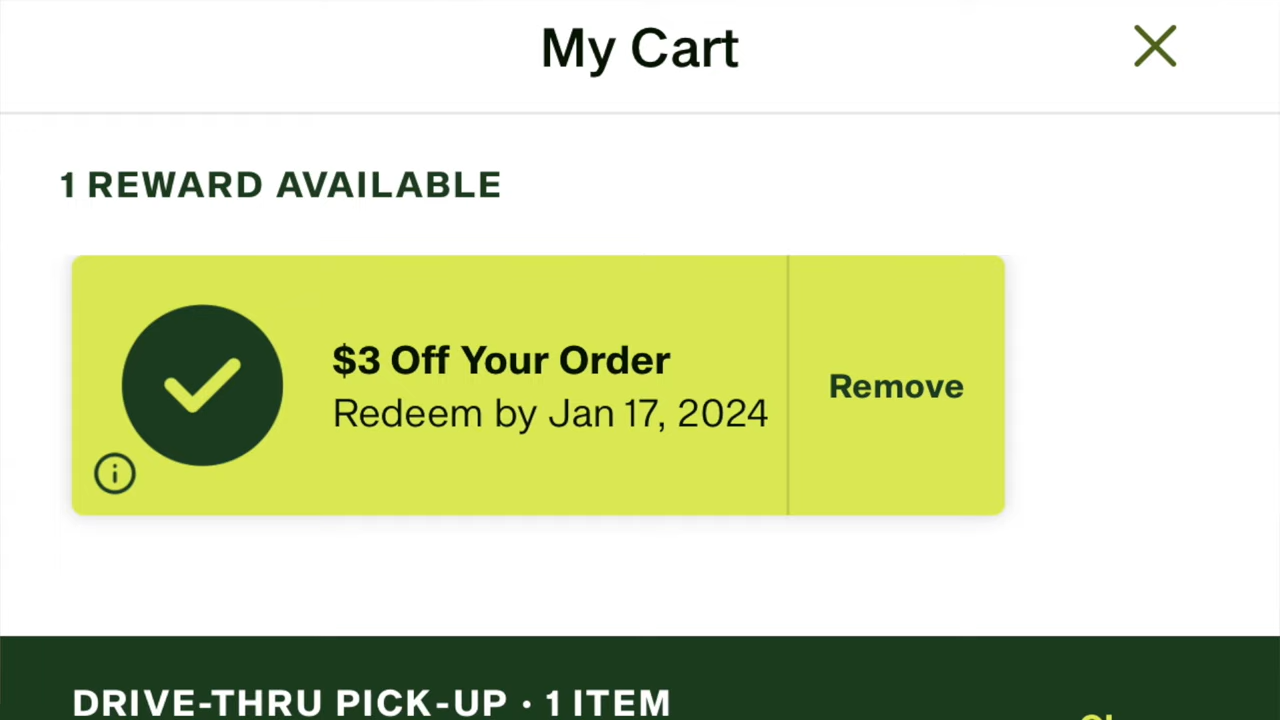 My Cart
1 REWARD AVAILABLE
$3 Off Your Order
Redeem by Jan 17, 2024
Remove
DRIVE-THRU PICK-UP · 1 ITEM